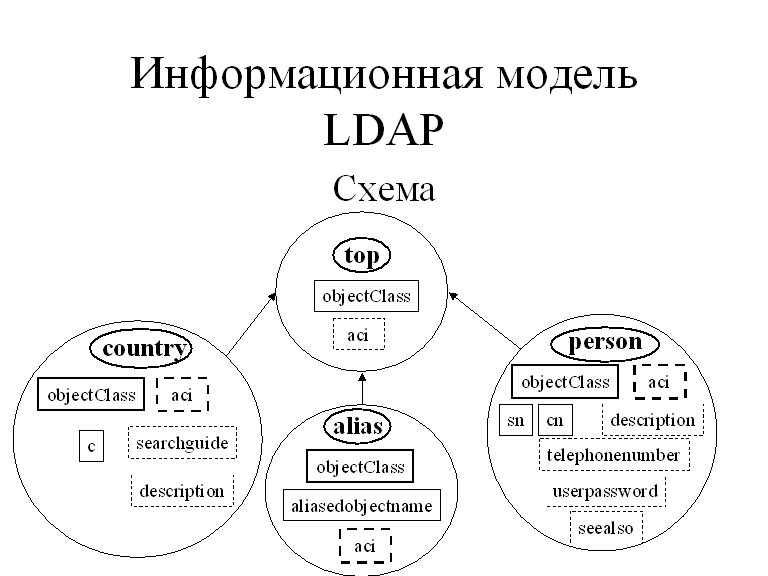 Информационная модель
LDAP
Схема
top
objectClass
aci
country
objectClass
aci
c
searchguide
description
alias
objectClass
aliasedobjectname
aci
person
objectClass
aci
sn
cn
description
telephonenumber
userpassword
seealso